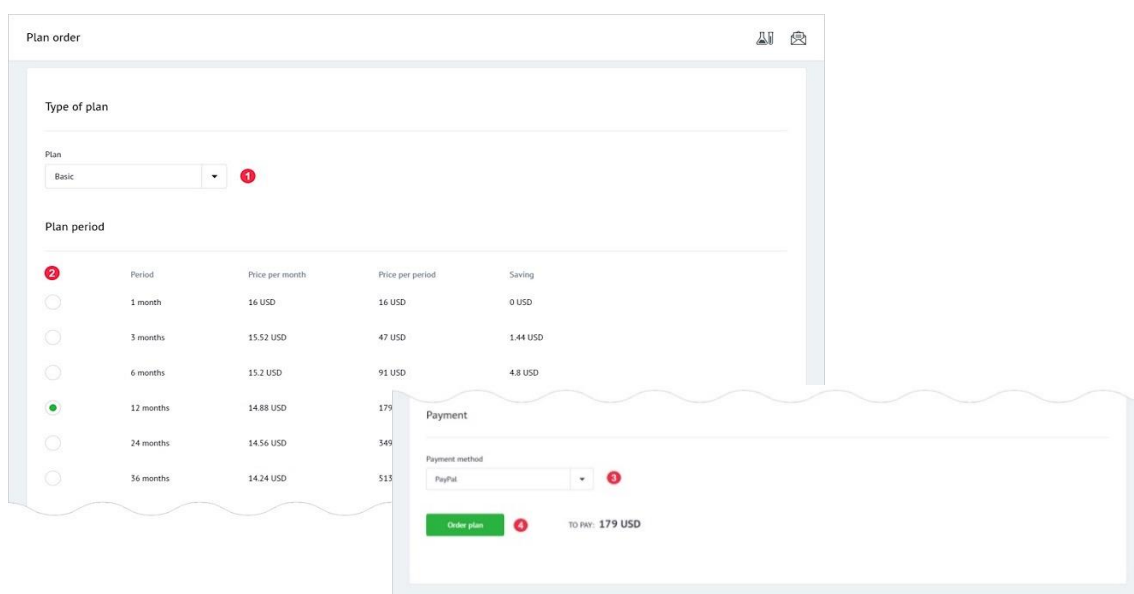 Plan order
Type of plan
Plan
Basic
1
Plan period
2 Period Price per month Price per period Saving
1 month 16 USD 16 USD 0 USD
3 months 15.52 USD 47 USD 1.44 USD
6 months 15.2 USD 91 USD 4.8 USD
12 months 14.88 USD 179
24 months 14.56 USD 349
36 months 14.24 USD 513
Payment
Payment method
PayPal
3
Order plan 4 TO PAY: 179 USD